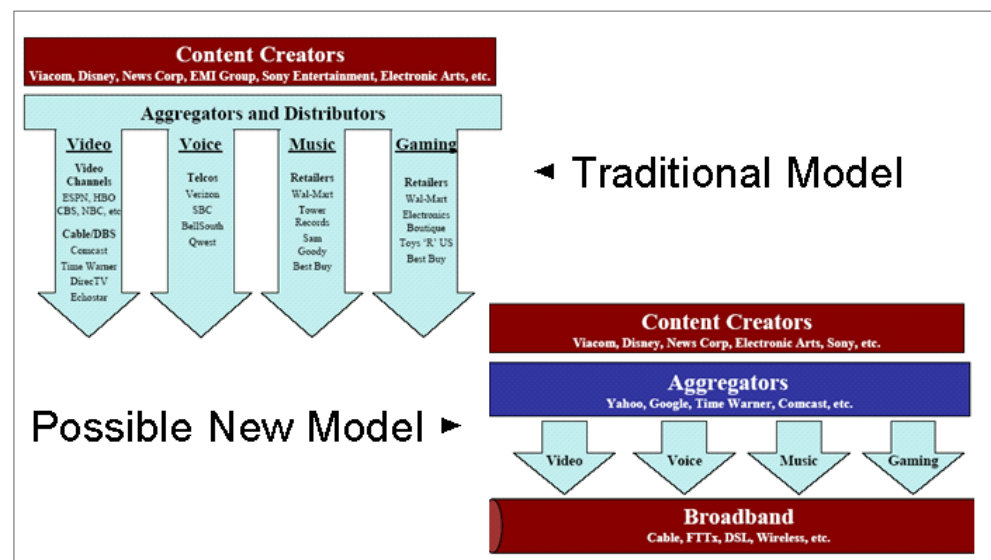 Content Creators
Viacom, Disney, News Corp, EMI Group, Sony Entertainment, Electronic Arts, etc.
Aggregators and Distributors
Video
Video
Channels
ESPN, HBO
CBS, NBC, etc
Cable/DBS
Comcast
Time Warner
DirecTV
Echostar
Voice
Telcos
Verizon
SBC
BellSouth
Qwest
Music
Retailers
Wal-Mart
Tower
Records
Sam
Goody
Best Buy
Gaming
Retailers
Wal-Mart
Electronics
Boutique
Toys 'R' US
Best Buy
◄ Traditional Model
Possible New Model ►
Content Creators
Viacom, Disney, News Corp, Electronic Arts, Sony, etc.
Aggregators
Yahoo, Google, Time Warner, Comcast, etc.
Video Voice Music Gaming
Broadband
Cable, FTTx, DSL, Wireless, etc.